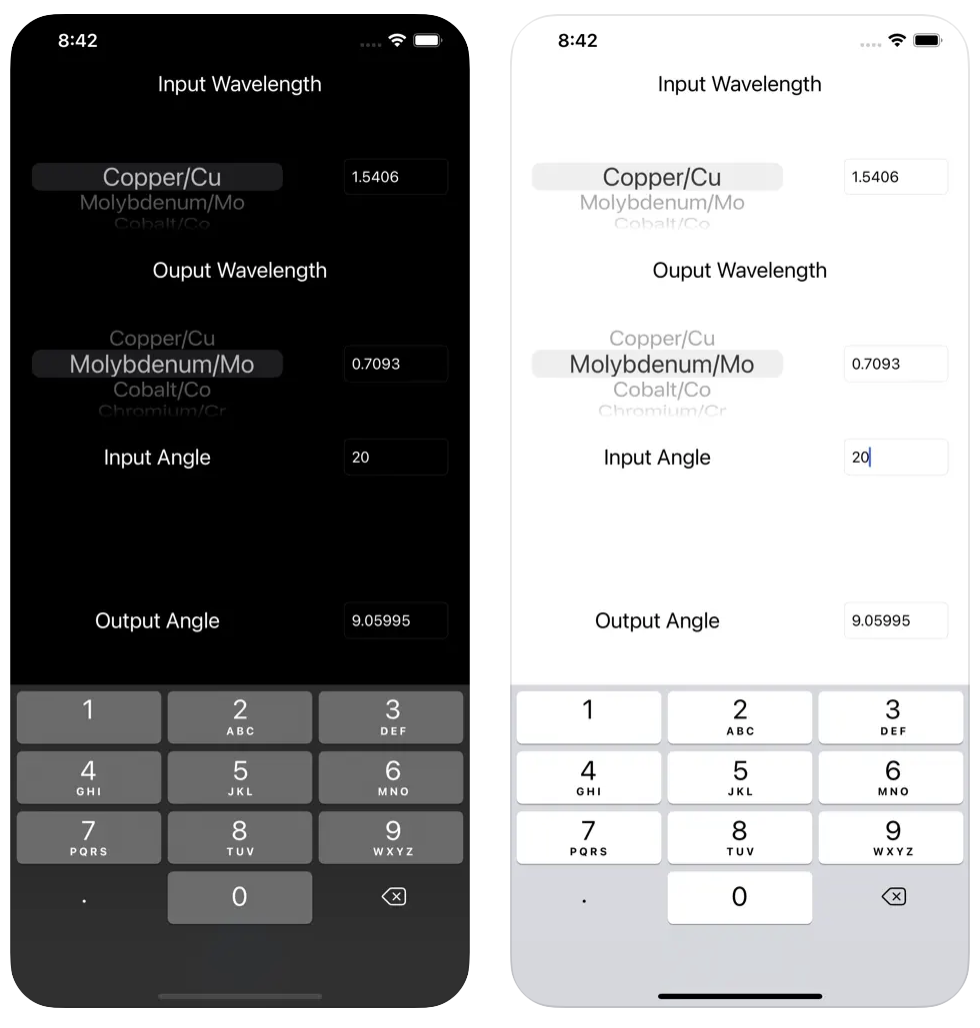 8:42
Input Wavelength
Copper/Cu
1.5406
Molybdenum/Mo
Cobalt/Co
Ouput Wavelength
Copper/Cu
Molybdenum/Mo
0.7093
Cobalt/Co
Chromium/Cr
Input Angle
20
Output Angle
9.05995
1
2
ABC
3
DEF
4
GHI
5
JKL
6
MNO
7
PQRS
8
TUV
9
WXYZ
.
0
8:42
Input Wavelength
Copper/Cu
1.5406
Molybdenum/Mo
Cobalt/Co
Ouput Wavelength
Copper/Cu
Molybdenum/Mo
0.7093
Cobalt/Co
Chromium/Cr
Input Angle
20
Output Angle
9.05995
1
2
ABC
3
DEF
4
GHI
5
JKL
6
MNO
7
PQRS
8
TUV
9
WXYZ
.
0